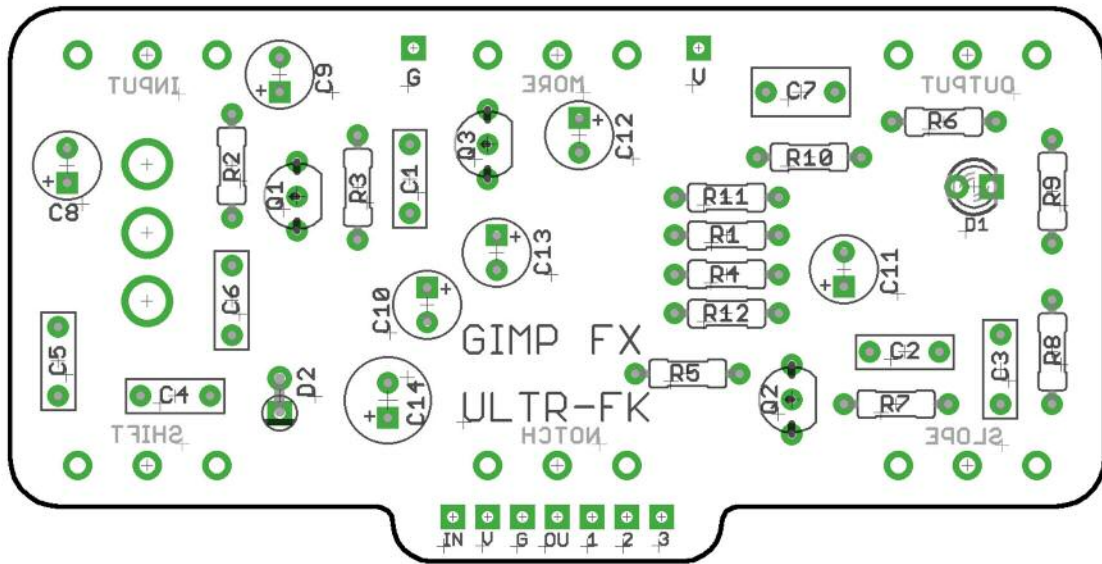 INPUT
C9
G
MORE
V
C7
OUTPUT
R6
C8
R2
Q1
R3
C1
Q3
C12
R10
R11
R9
D1
R1
C13
R4
C11
C6
C10
R12
GIMP FX
C5
C4
D2
C14
ULTR-FK
R5
Q2
C2
C3
R8
R7
SHIFT
NOTCH
SLOPE
IN V G OU 1 2 3